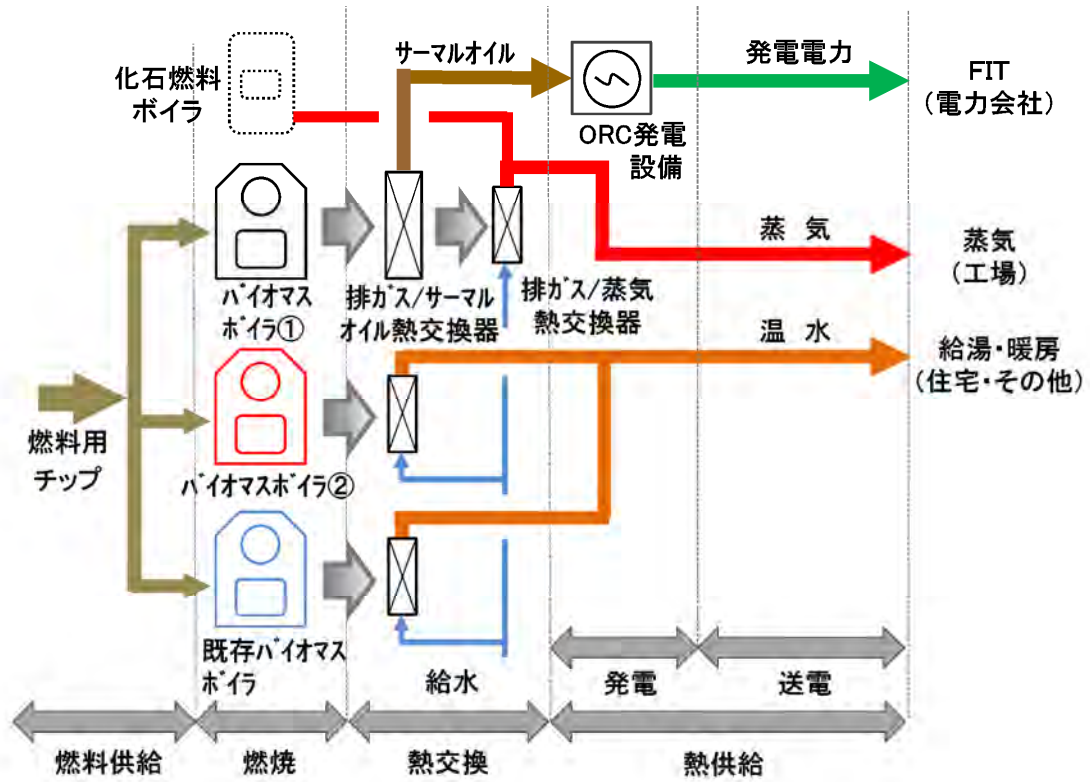 サーマルオイル
発電電力
化石燃料
ボイラ
FIT
(電力会社)
ORC発電
設備
蒸 気
蒸気
(工場)
バイオマス
ボイラ①
排ガス/サーマル
オイル熱交換器
排ガス/蒸気
熱交換器
温 水
給湯・暖房
(住宅・その他)
燃料用
チップ
バイオマスボイラ②
既存バイオマス
ボイラ
給水
発電
送電
燃料供給
燃焼
熱交換
熱供給